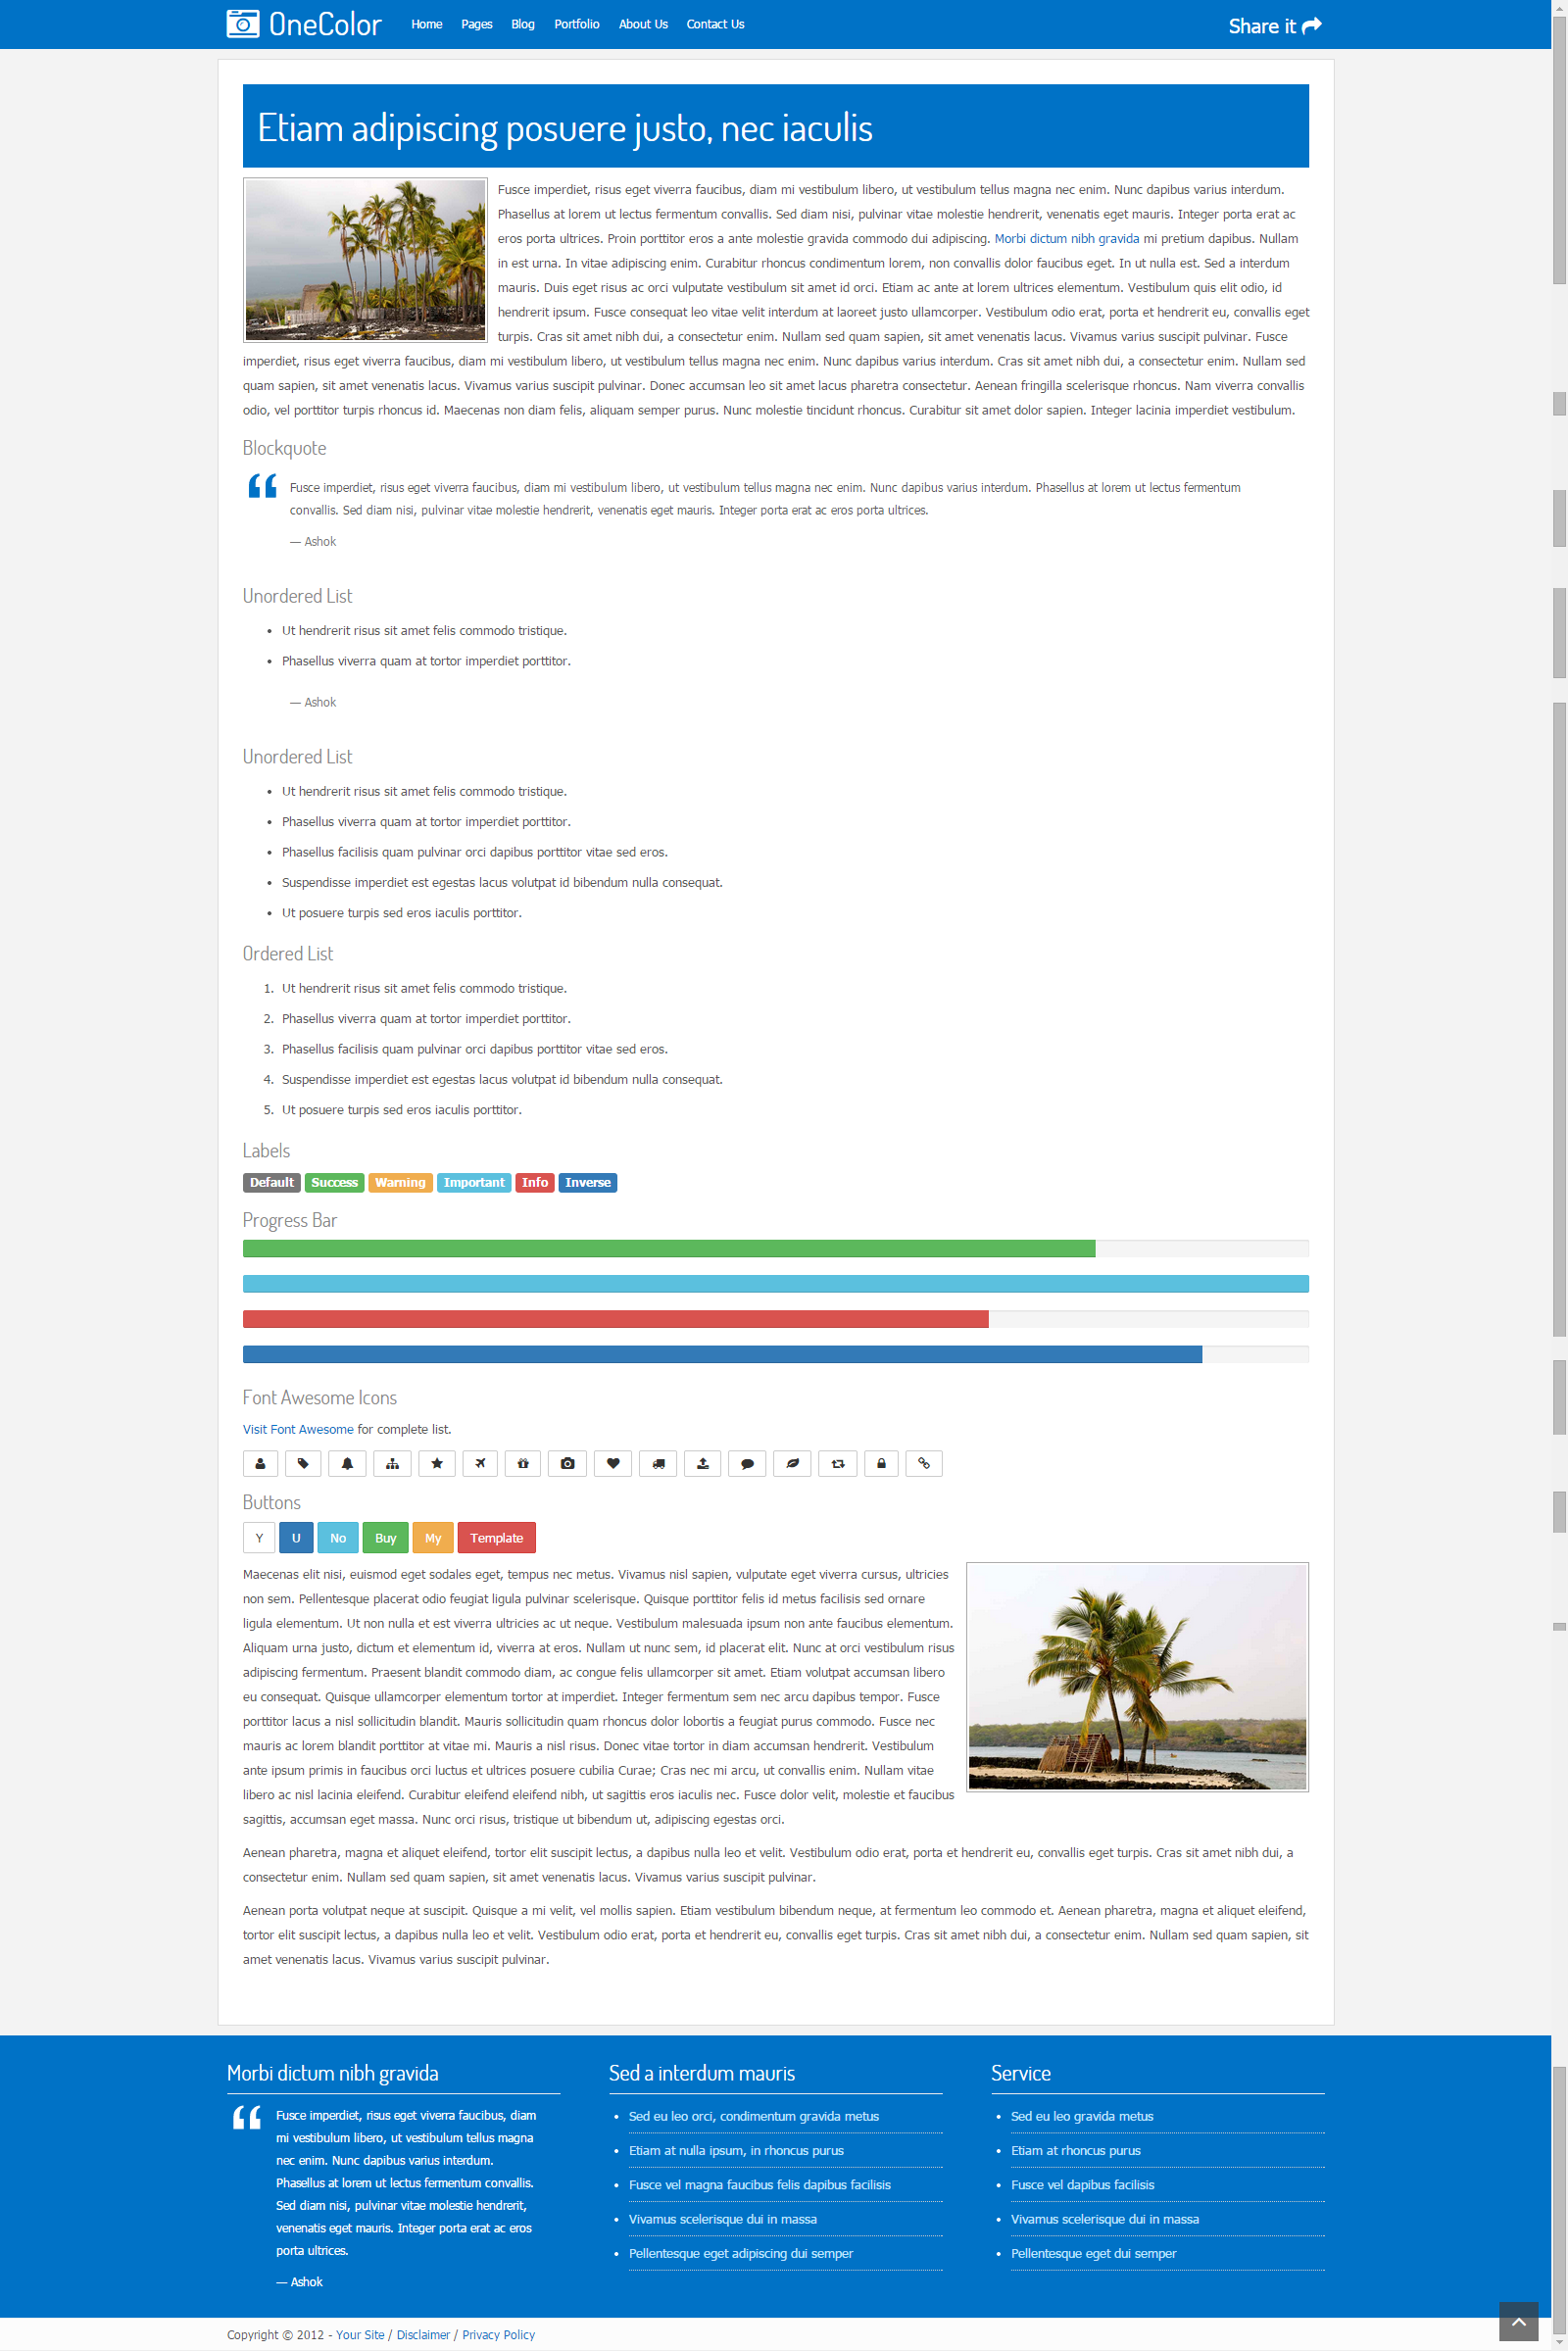 OneColor
Home Pages Blog Portfolio About Us Contact Us
Share it
Etiam adipiscing posuere justo, nec iaculis
Fusce imperdiet, risus eget viverra faucibus, diam mi vestibulum libero, ut vestibulum tellus magna nec enim. Nunc dapibus varius interdum.
Phasellus at lorem ut lectus fermentum convallis. Sed diam nisi, pulvinar vitae molestie hendrerit, venenatis eget mauris. Integer porta erat ac
eros porta ultrices. Proin porttitor eros a ante molestie gravida commodo dui adipiscing. Morbi dictum nibh gravida mi pretium dapibus. Nullam
in est urna. In vitae adipiscing enim. Curabitur rhoncus condimentum lorem, non convallis dolor faucibus eget. In ut nulla est. Sed a interdum
mauris. Duis eget risus ac orci vulputate vestibulum sit amet id orci. Etiam ac ante at lorem ultrices elementum. Vestibulum quis elit odio, id
hendrerit ipsum. Fusce consequat leo vitae velit interdum at laoreet justo ullamcorper. Vestibulum odio erat, porta et hendrerit eu, convallis eget
turpis. Cras sit amet nibh dui, a consectetur enim. Nullam sed quam sapien, sit amet venenatis lacus. Vivamus varius suscipit pulvinar. Fusce
imperdiet, risus eget viverra faucibus, diam mi vestibulum libero, ut vestibulum tellus magna nec enim. Nunc dapibus varius interdum. Cras sit amet nibh dui, a consectetur enim. Nullam sed
quam sapien, sit amet venenatis lacus. Vivamus varius suscipit pulvinar. Donec accumsan leo sit amet lacus pharetra consectetur. Aenean fringilla scelerisque rhoncus. Nam viverra convallis
odio, vel porttitor turpis rhoncus id. Maecenas non diam felis, aliquam semper purus. Nunc molestie tincidunt rhoncus. Curabitur sit amet dolor sapien. Integer lacinia imperdiet vestibulum.
Blockquote
“ Fusce imperdiet, risus eget viverra faucibus, diam mi vestibulum libero, ut vestibulum tellus magna nec enim. Nunc dapibus varius interdum. Phasellus at lorem ut lectus fermentum
convallis. Sed diam nisi, pulvinar vitae molestie hendrerit, venenatis eget mauris. Integer porta erat ac eros porta ultrices.
— Ashok
Unordered List
• Ut hendrerit risus sit amet felis commodo tristique.
• Phasellus viverra quam at tortor imperdiet porttitor.
— Ashok
Unordered List
• Ut hendrerit risus sit amet felis commodo tristique.
• Phasellus viverra quam at tortor imperdiet porttitor.
• Phasellus facilisis quam pulvinar orci dapibus porttitor vitae sed eros.
• Suspendisse imperdiet est egestas lacus volutpat id bibendum nulla consequat.
• Ut posuere turpis sed eros iaculis porttitor.
Ordered List
1. Ut hendrerit risus sit amet felis commodo tristique.
2. Phasellus viverra quam at tortor imperdiet porttitor.
3. Phasellus facilisis quam pulvinar orci dapibus porttitor vitae sed eros.
4. Suspendisse imperdiet est egestas lacus volutpat id bibendum nulla consequat.
5. Ut posuere turpis sed eros iaculis porttitor.
Labels
Default Success Warning Important Info Inverse
Progress Bar
Font Awesome Icons
Visit Font Awesome for complete list.
Buttons
Y U No Buy My Template
Maecenas elit nisi, euismod eget sodales eget, tempus nec metus. Vivamus nisl sapien, vulputate eget viverra cursus, ultricies
non sem. Pellentesque placerat odio feugiat ligula pulvinar scelerisque. Quisque porttitor felis id metus facilisis sed ornare
ligula elementum. Ut non nulla et est viverra ultricies ac ut neque. Vestibulum malesuada ipsum non ante faucibus elementum.
Aliquam urna justo, dictum et elementum id, viverra at eros. Nullam ut nunc sem, id placerat elit. Nunc at orci vestibulum risus
adipiscing fermentum. Praesent blandit commodo diam, ac congue felis ullamcorper sit amet. Etiam volutpat accumsan libero
eu consequat. Quisque ullamcorper elementum tortor at imperdiet. Integer fermentum sem nec arcu dapibus tempor. Fusce
porttitor lacus a nisl sollicitudin blandit. Mauris sollicitudin quam rhoncus dolor lobortis a feugiat purus commodo. Fusce nec
mauris ac lorem blandit porttitor at vitae mi. Mauris a nisl risus. Donec vitae tortor in diam accumsan hendrerit. Vestibulum
ante ipsum primis in faucibus orci luctus et ultrices posuere cubilia Curae; Cras nec mi arcu, ut convallis enim. Nullam vitae
libero ac nisl lacinia eleifend. Curabitur eleifend eleifend nibh, ut sagittis eros iaculis nec. Fusce dolor velit, molestie et faucibus
sagittis, accumsan eget massa. Nunc orci risus, tristique ut bibendum ut, adipiscing egestas orci.
Aenean pharetra, magna et aliquet eleifend, tortor elit suscipit lectus, a dapibus nulla leo et velit. Vestibulum odio erat, porta et hendrerit eu, convallis eget turpis. Cras sit amet nibh dui, a
consectetur enim. Nullam sed quam sapien, sit amet venenatis lacus. Vivamus varius suscipit pulvinar.
Aenean porta volutpat neque at suscipit. Quisque a mi velit, vel mollis sapien. Etiam vestibulum bibendum neque, at fermentum leo commodo et. Aenean pharetra, magna et aliquet eleifend,
tortor elit suscipit lectus, a dapibus nulla leo et velit. Vestibulum odio erat, porta et hendrerit eu, convallis eget turpis. Cras sit amet nibh dui, a consectetur enim. Nullam sed quam sapien, sit
amet venenatis lacus. Vivamus varius suscipit pulvinar.
Morbi dictum nibh gravida
“ Fusce imperdiet, risus eget viverra faucibus, diam
mi vestibulum libero, ut vestibulum tellus magna
nec enim. Nunc dapibus varius interdum.
Phasellus at lorem ut lectus fermentum convallis.
Sed diam nisi, pulvinar vitae molestie hendrerit,
venenatis eget mauris. Integer porta erat ac eros
porta ultrices.
— Ashok
Sed a interdum mauris
• Sed eu leo orci, condimentum gravida metus
• Etiam at nulla ipsum, in rhoncus purus
• Fusce vel magna faucibus felis dapibus facilisis
• Vivamus scelerisque dui in massa
• Pellentesque eget adipiscing dui semper
Service
• Sed eu leo gravida metus
• Etiam at rhoncus purus
• Fusce vel dapibus facilisis
• Vivamus scelerisque dui in massa
• Pellentesque eget dui semper
Copyright © 2012 - Your Site / Disclaimer / Privacy Policy